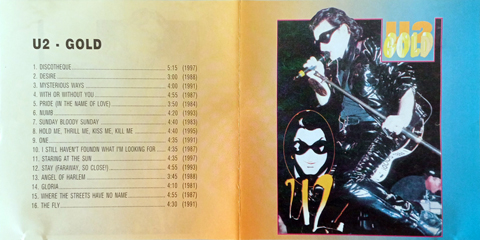 U2 - GOLD
1. DISCOTHEQUE 5:15 (1997)
2. DESIRE 3:00 (1988)
3. MYSTERIOUS WAYS 4:00 (1991)
4. WITH OR WITHOUT YOU 4:55 (1987)
5. PRIDE (IN THE NAME OF LOVE) 3:50 (1984)
6. NUMB 4:20 (1993)
7. SUNDAY BLOODY SUNDAY 4:40 (1983)
8. HOLD ME, THRILL ME, KISS ME, KILL ME 4:40 (1995)
9. ONE 4:35 (1991)
10. I STILL HAVEN'T FOUNDN WHAT I'M LOOKING FOR 4:35 (1987)
11. STARING AT THE SUN 4:35 (1997)
12. STAY (FARAWAY, SO CLOSE!) 4:55 (1993)
13. ANGEL OF HARLEM 3:45 (1988)
14. GLORIA 4:10 (1981)
15. WHERE THE STREETS HAVE NO NAME 4:55 (1987)
16. THE FLY 4:30 (1991)
U2
GOLD
U2